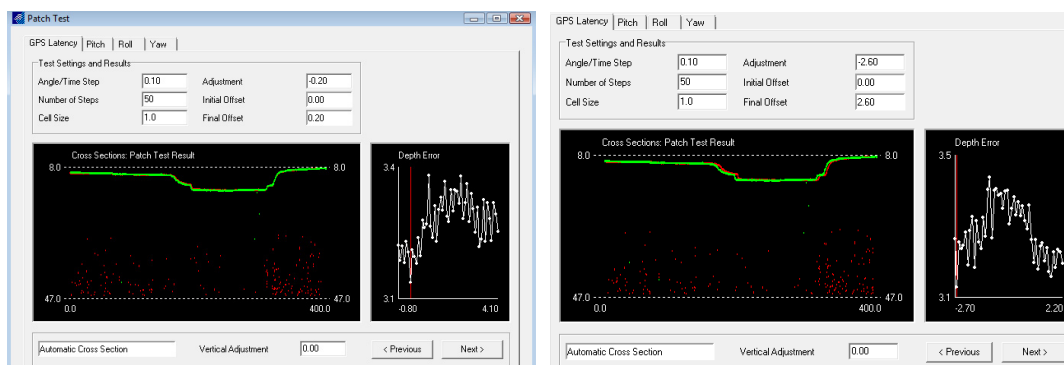 Patch Test
GPS Latency Pitch Roll Yaw
Test Settings and Results
Angle/Time Step 0.10 Adjustment -0.20
Number of Steps 50 Initial Offset 0.00
Cell Size 1.0 Final Offset 0.20
Cross Sections: Patch Test Result
8.0 8.0
47.0 47.0
0.0 400.0
Depth Error
3.4
3.1
-0.80 4.10
Automatic Cross Section Vertical Adjustment 0.00 < Previous Next >
GPS Latency Pitch Roll Yaw
Test Settings and Results
Angle/Time Step 0.10 Adjustment -2.60
Number of Steps 50 Initial Offset 0.00
Cell Size 1.0 Final Offset 2.60
Cross Sections: Patch Test Result
8.0 8.0
47.0 47.0
0.0 400.0
Depth Error
3.5
3.1
-2.70 2.20
Automatic Cross Section Vertical Adjustment 0.00 < Previous Next >